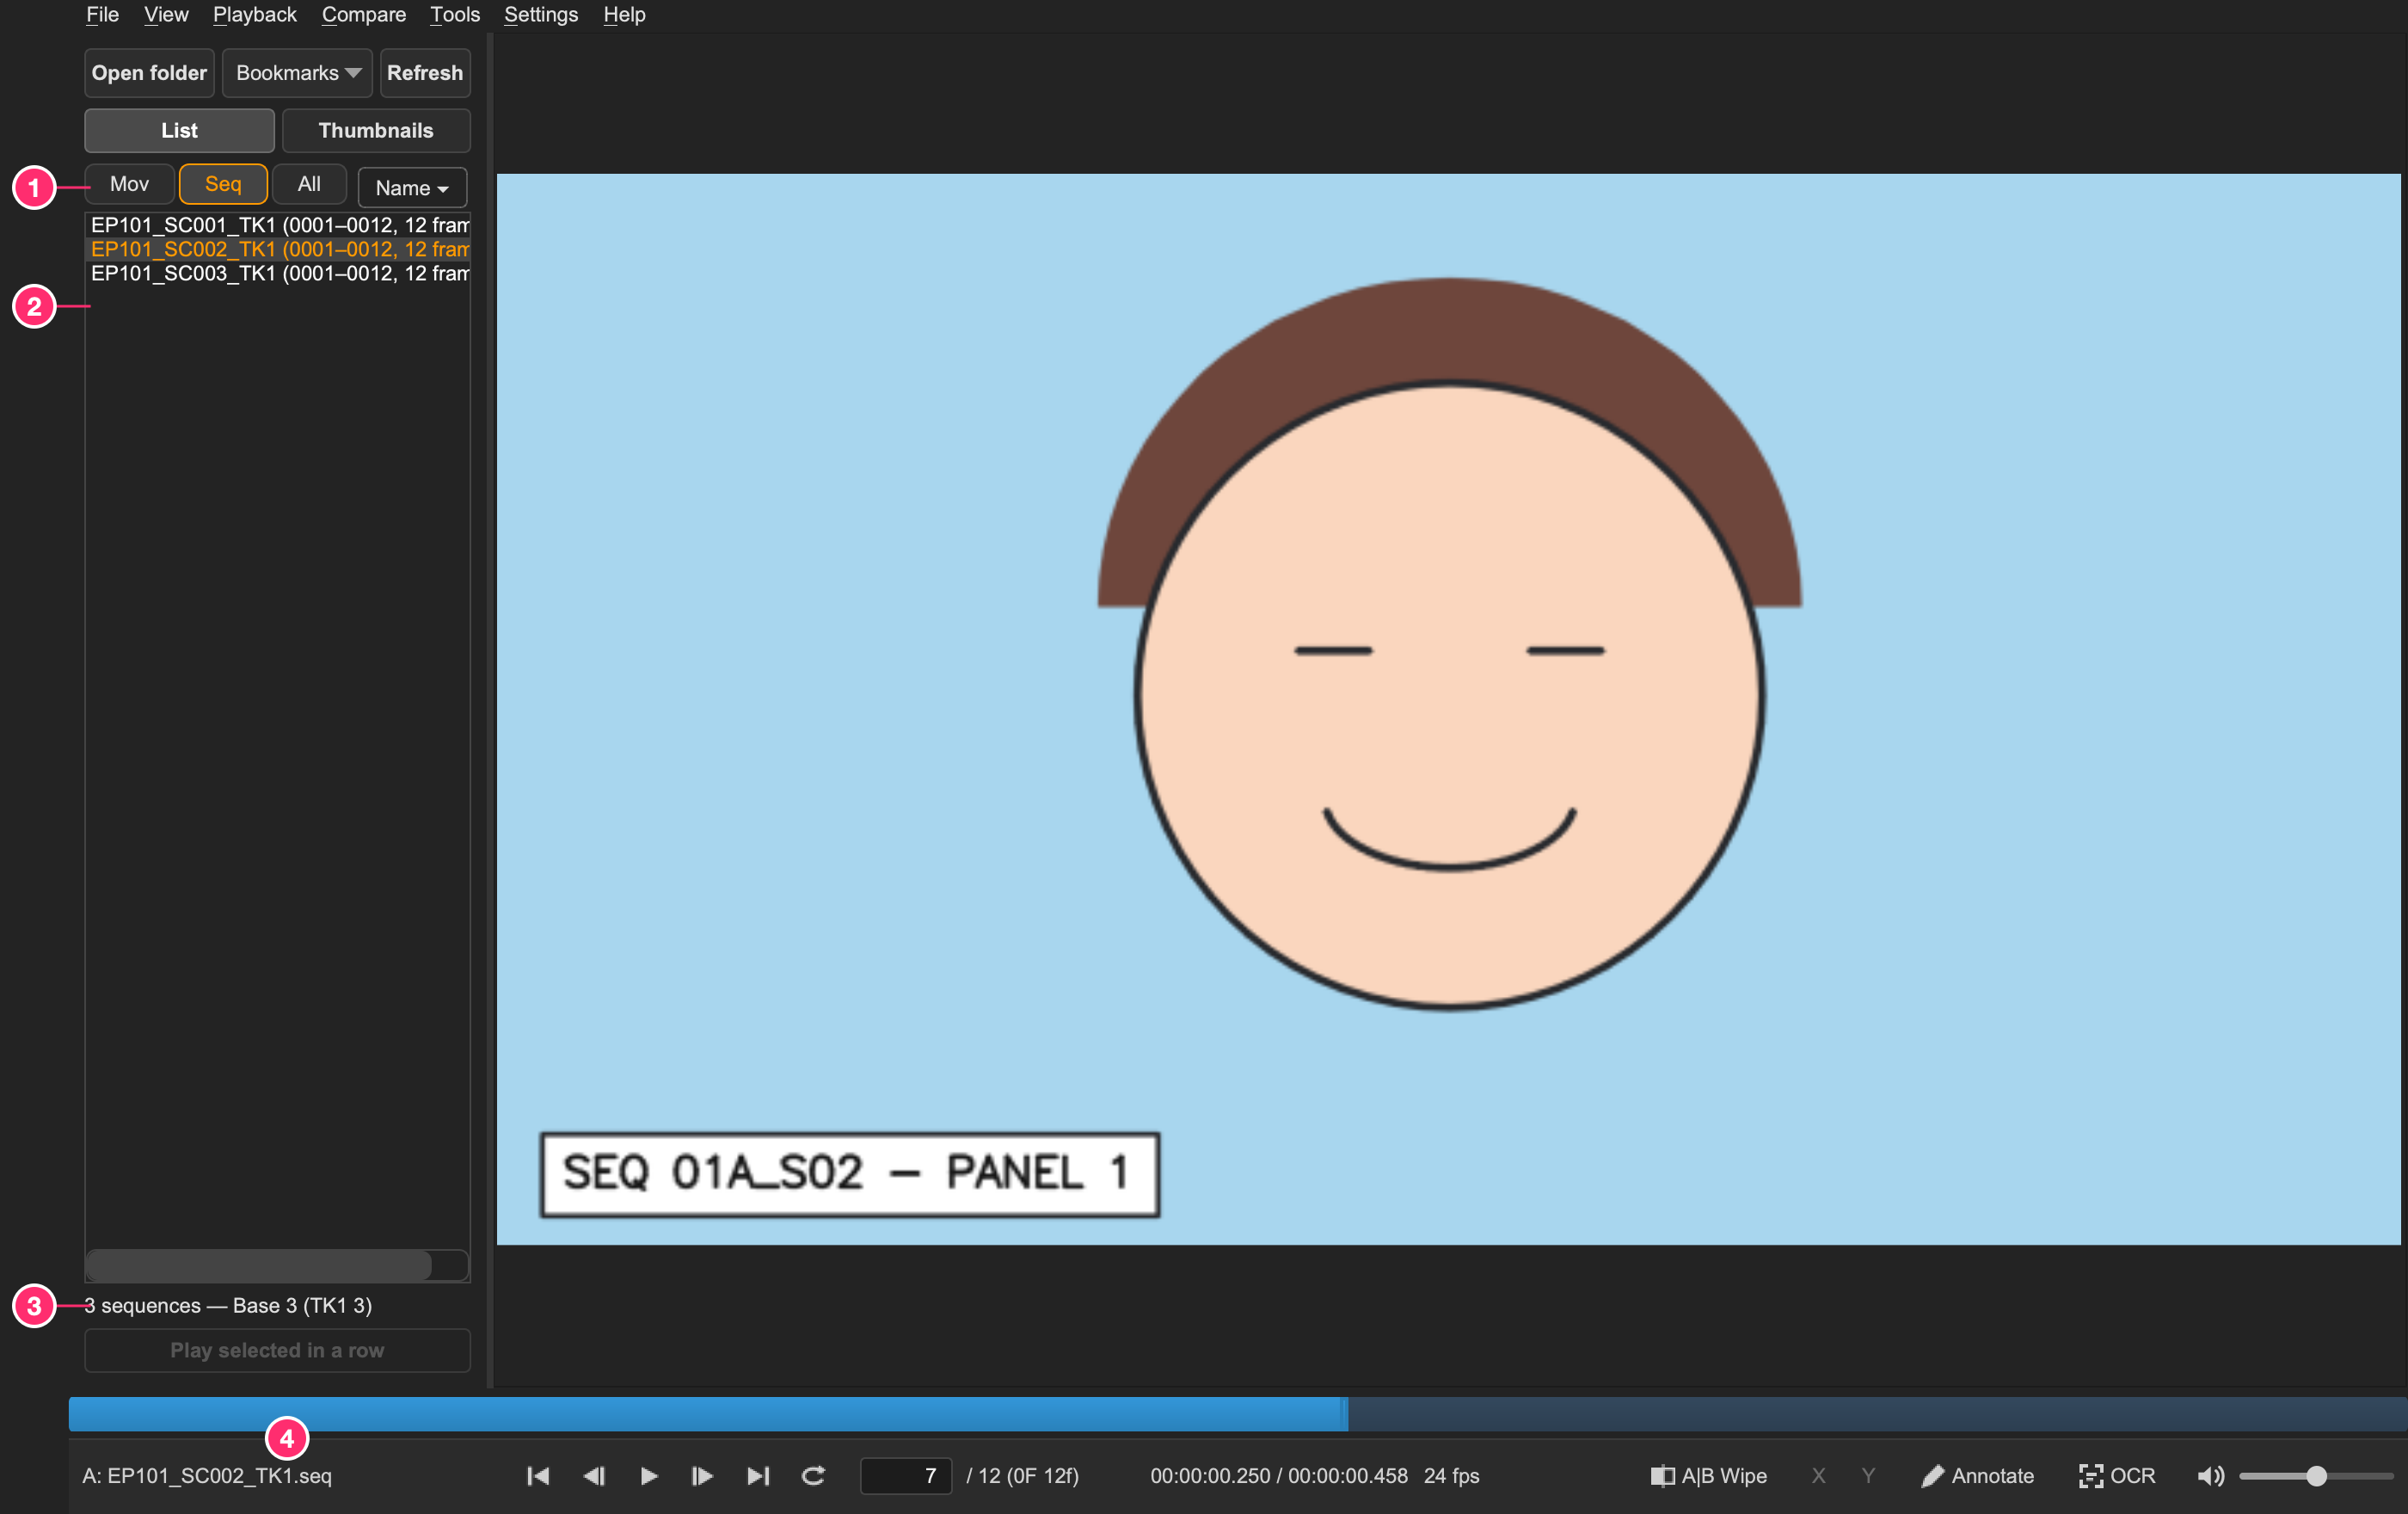 File View Playback Compare Tools Settings Help
Open folder Bookmarks Refresh
List Thumbnails
1 Mov Seq All Name
EP101_SC001_TK1 (0001–0012, 12 fram
EP101_SC002_TK1 (0001–0012, 12 fram
EP101_SC003_TK1 (0001–0012, 12 fram
2
SEQ 01A_S02 – PANEL 1
3 3 sequences — Base 3 (TK1 3)
Play selected in a row
4
A: EP101_SC002_TK1.seq 7 / 12 (0F 12f) 00:00:00.250 / 00:00:00.458 24 fps A|B Wipe X Y Annotate OCR